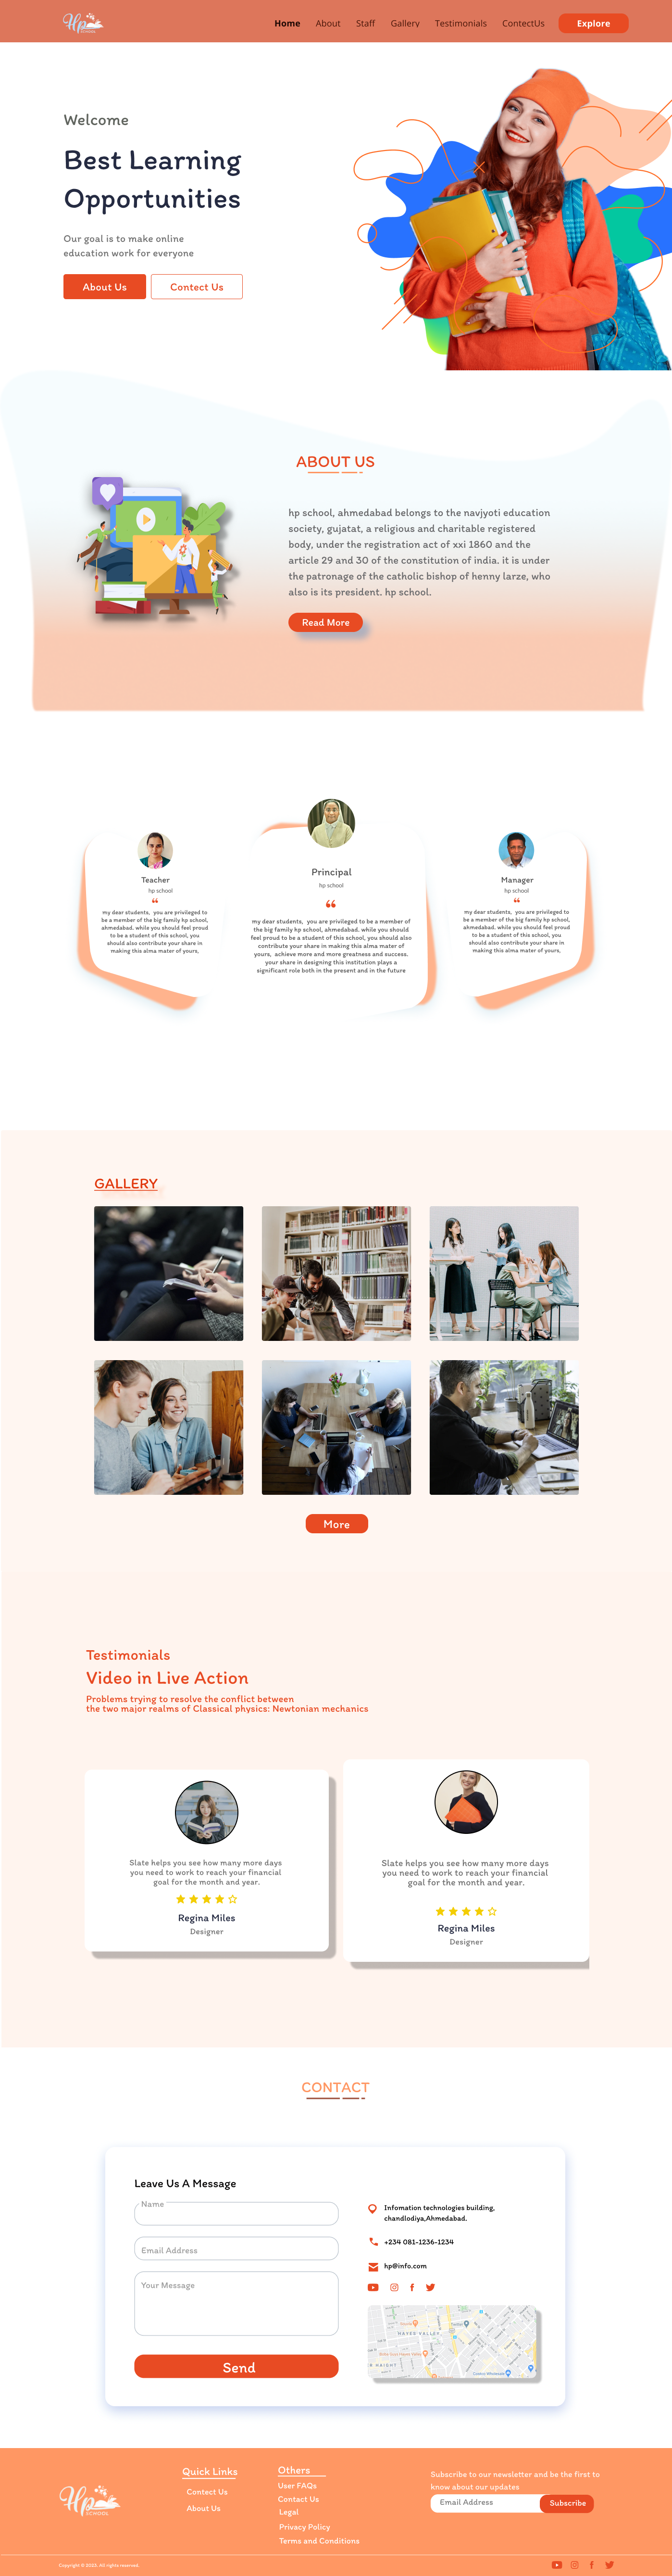 Hp
SCHOOL
Home About Staff Gallery Testimonials ContectUs Explore
Welcome
Best Learning
Opportunities
Our goal is to make online
education work for everyone
About Us Contect Us
ABOUT US
hp school, ahmedabad belongs to the navjyoti education
society, gujatat, a religious and charitable registered
body, under the registration act of xxi 1860 and the
article 29 and 30 of the constitution of india. it is under
the patronage of the catholic bishop of henny larze, who
also is its president. hp school.
Read More
Teacher
hp school
“
my dear students, you are privileged to
be a member of the big family hp school,
ahmedabad. while you should feel proud
to be a student of this school, you
should also contribute your share in
making this alma mater of yours,
Principal
hp school
“
my dear students, you are privileged to be a member of
the big family hp school, ahmedabad. while you should
feel proud to be a student of this school, you should also
contribute your share in making this alma mater of
yours, achieve more and more greatness and success.
your share in designing this institution plays a
significant role both in the present and in the future
Manager
hp school
“
my dear students, you are privileged to
be a member of the big family hp school,
ahmedabad. while you should feel proud
to be a student of this school, you
should also contribute your share in
making this alma mater of yours,
GALLERY
More
Testimonials
Video in Live Action
Problems trying to resolve the conflict between
the two major realms of Classical physics: Newtonian mechanics
Slate helps you see how many more days
you need to work to reach your financial
goal for the month and year.
Regina Miles
Designer
Slate helps you see how many more days
you need to work to reach your financial
goal for the month and year.
Regina Miles
Designer
CONTACT
Leave Us A Message
Name
Email Address
Your Message
Send
Infomation technologies building,
chandlodiya,Ahmedabad.
+234 081-1236-1234
hp@info.com
HAYES VALLEY
Hp
SCHOOL
Quick Links
Contect Us
About Us
Others
User FAQs
Contect Us
Legal
Privacy Policy
Terms and Conditions
Subscribe to our newsletter and be the first to
know about our updates
Email Address Subscribe
Copyright © 2025. All rights reserved.